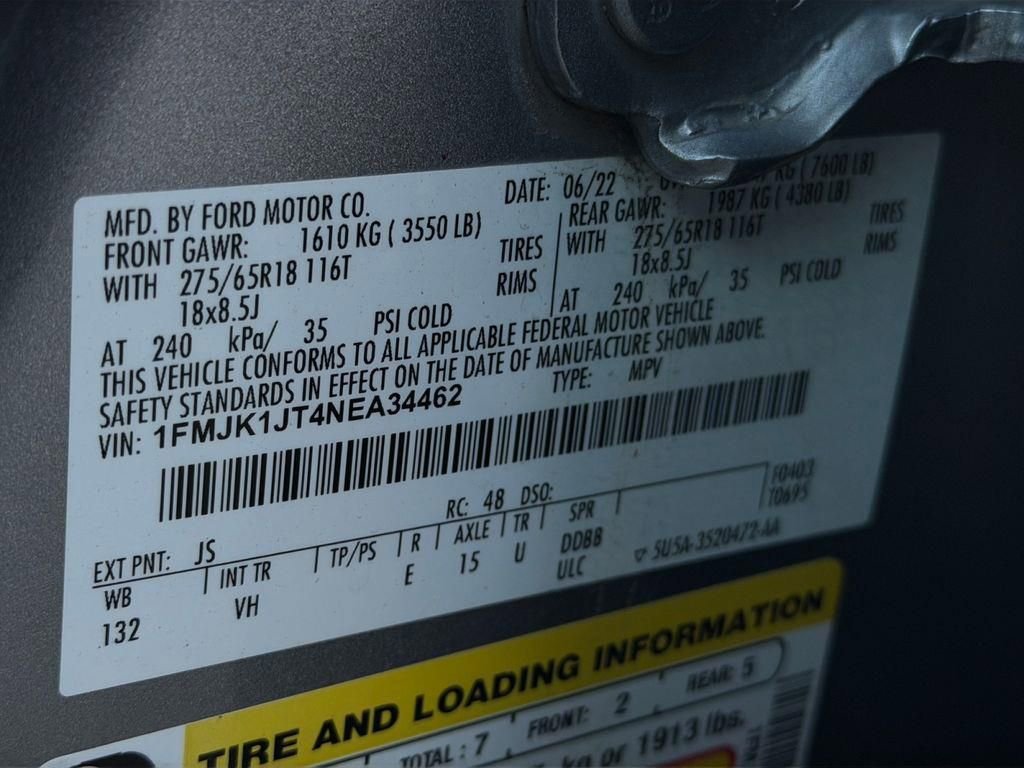 MFD. BY FORD MOTOR CO.
DATE: 06/22
KG ( 7600 LB)
FRONT GAWR: 1610 KG ( 3550 LB)
REAR GAWR: 1987 KG ( 4380 LB)
WITH 275/65R18 116T TIRES
WITH 275/65R18 116T TIRES
18x8.5J RIMS
18x8.5J RIMS
AT 240 kPa/ 35 PSI COLD
AT 240 kPa/ 35 PSI COLD
THIS VEHICLE CONFORMS TO ALL APPLICABLE FEDERAL MOTOR VEHICLE
SAFETY STANDARDS IN EFFECT ON THE DATE OF MANUFACTURE SHOWN ABOVE.
VIN: 1FMJK1JT4NEA34462 TYPE: MPV
F0403
T0695
EXT PNT: JS RC: 48 DSO:
WB INT TR TP/PS R AXLE TR SPR
132 VH E 15 U DDBB
ULC
5U5A-3520472-AA
TIRE AND LOADING INFORMATION
TOTAL : 7 FRONT: 2 REAR: 5
kg or 1913 lbs.